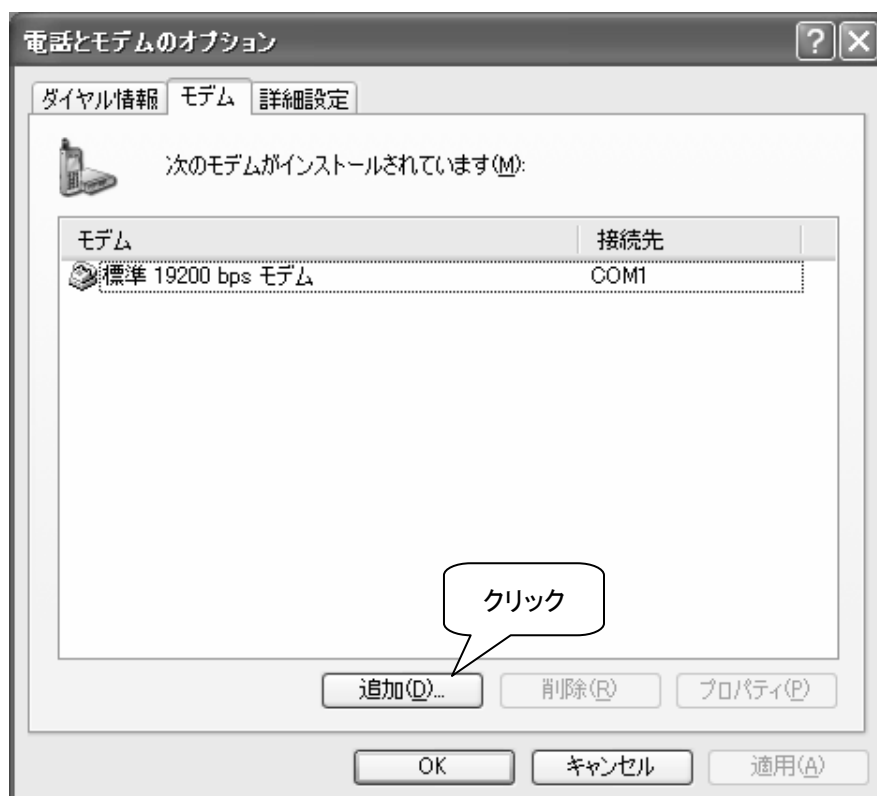 電話とモデムのオプション
ダイヤル情報 モデム 詳細設定
次のモデムがインストールされています(M):
モデム 接続先
標準 19200 bps モデム COM1
クリック
追加(D)... 削除(R) プロパティ(P)
OK キャンセル 適用(A)